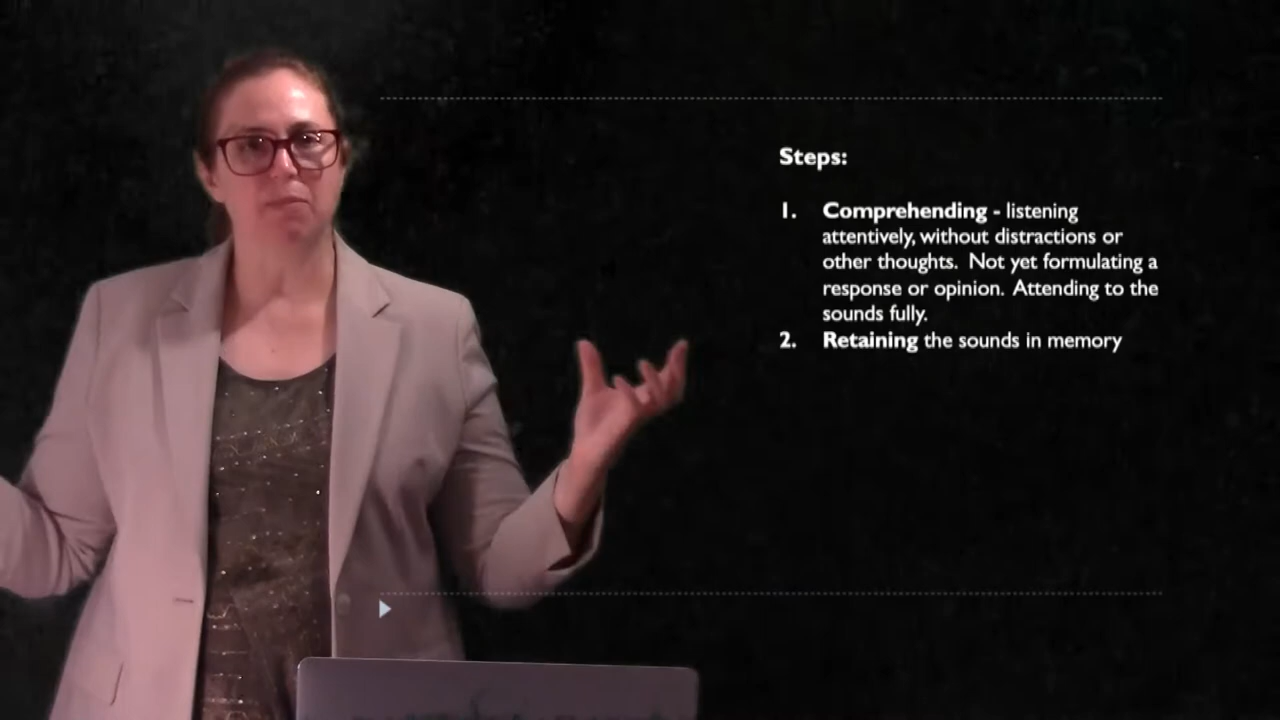 Steps:
1. Comprehending - listening
attentively, without distractions or
other thoughts. Not yet formulating a
response or opinion. Attending to the
sounds fully.
2. Retaining the sounds in memory